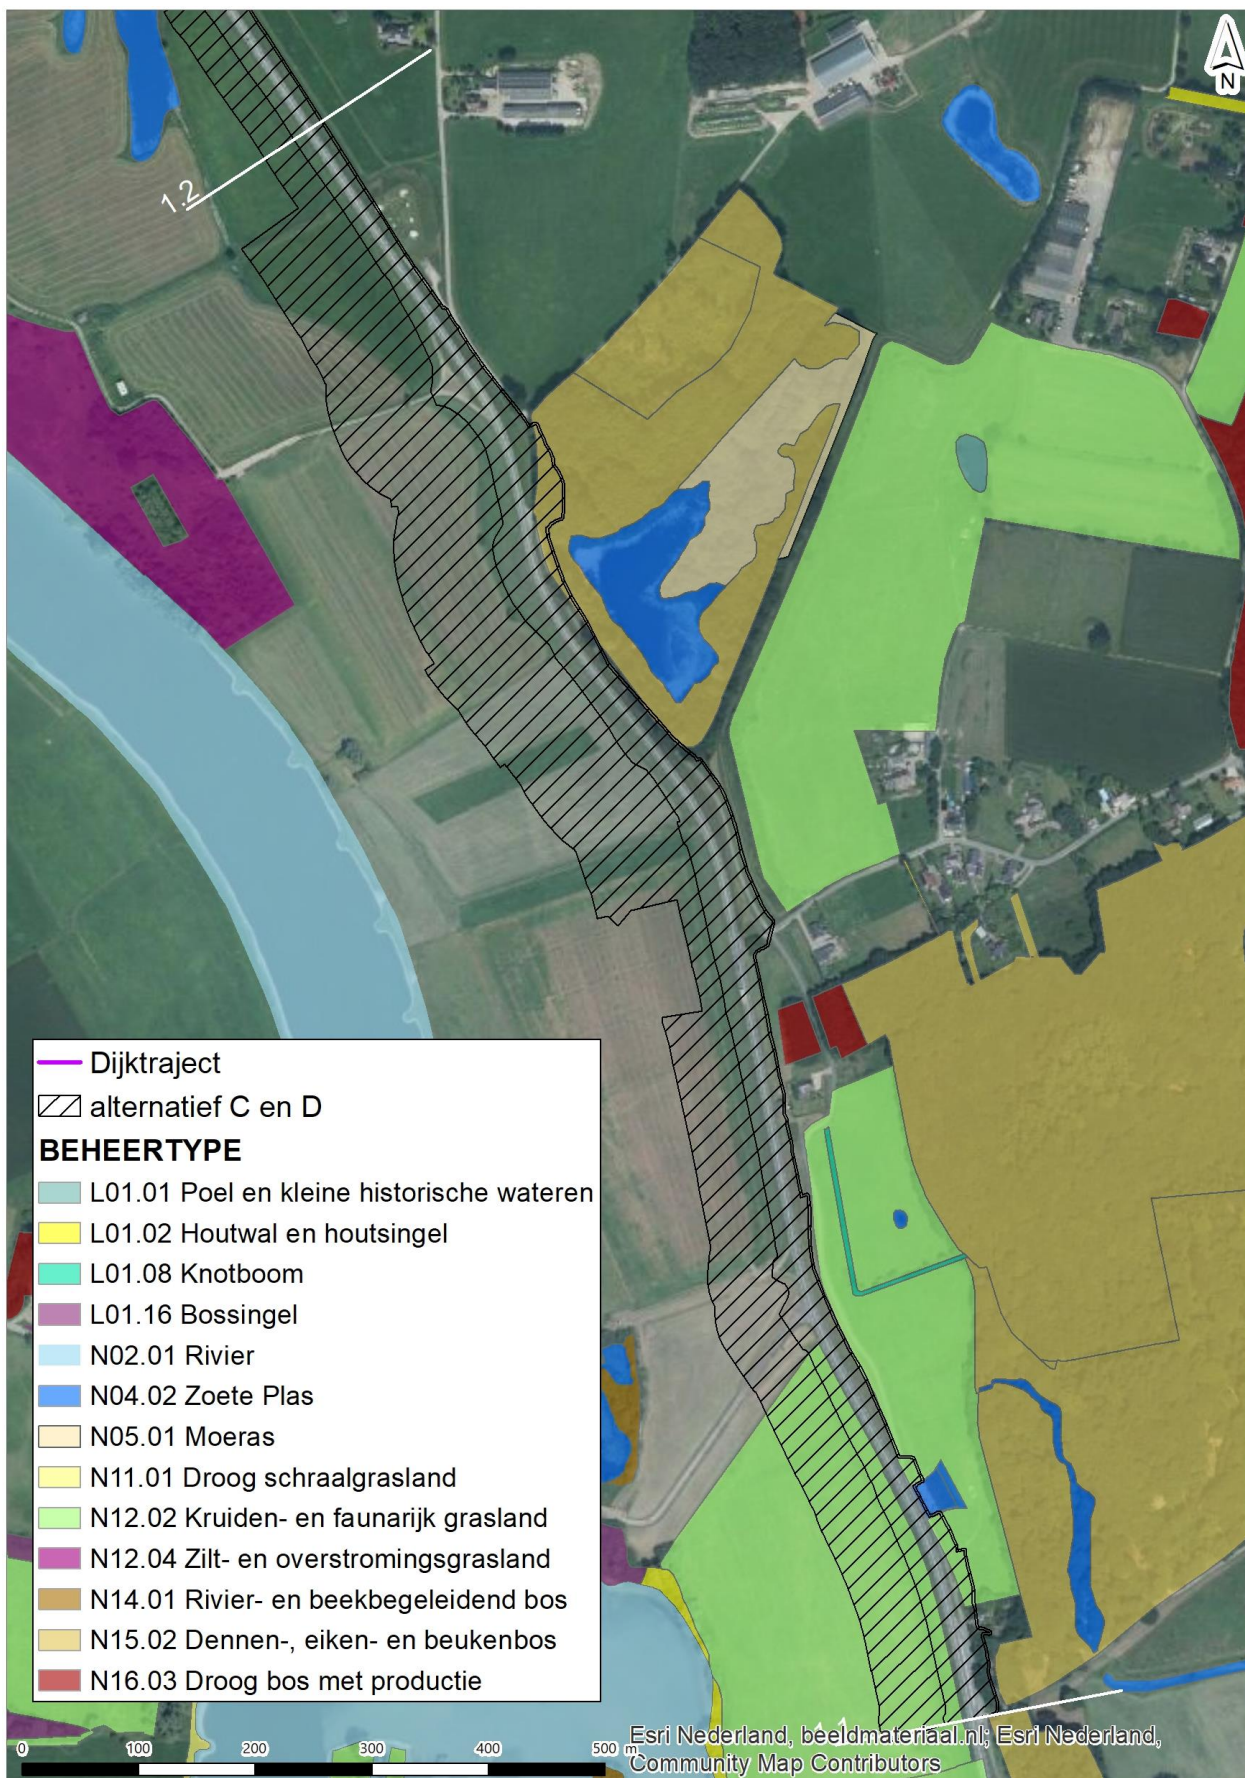 N
1.2
Dijktraject
alternatief C en D
BEHEERTYPE
L01.01 Poel en kleine historische wateren
L01.02 Houtwal en houtsingel
L01.08 Knotboom
L01.16 Bossingel
N02.01 Rivier
N04.02 Zoete Plas
N05.01 Moeras
N11.01 Droog schraalgrasland
N12.02 Kruiden- en faunarijk grasland
N12.04 Zilt- en overstromingsgrasland
N14.01 Rivier- en beekbegeleidend bos
N15.02 Dennen-, eiken- en beukenbos
N16.03 Droog bos met productie
0 100 200 300 400 500 m
Esri Nederland, beeldmateriaal.nl; Esri Nederland,
Community Map Contributors